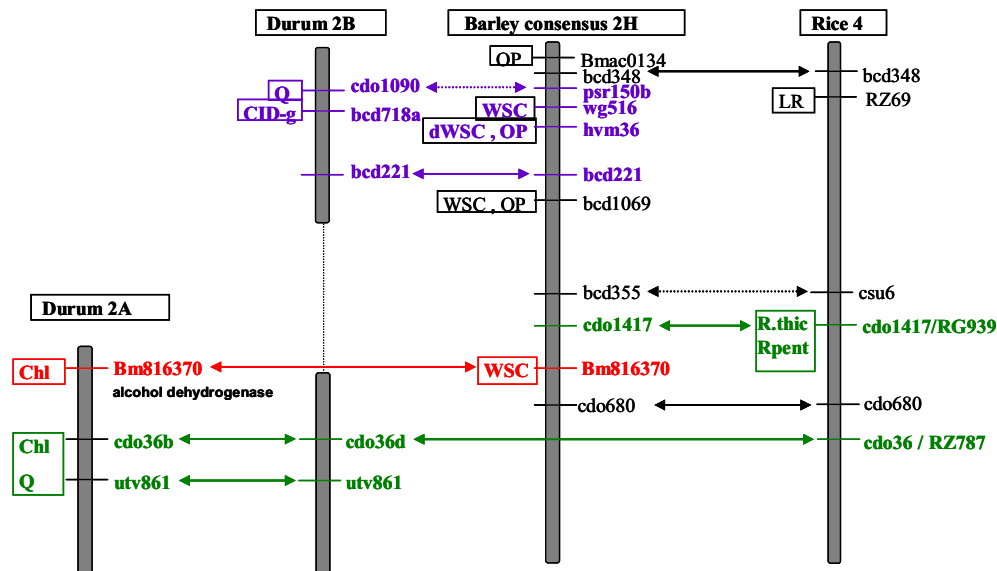 Durum 2B
Barley consensus 2H
Rice 4
OP
Bmac0134
bcd348
bcd348
Q
cdo1090
psr150b
LR
RZ69
CID-g
bcd718a
WSC
wg516
dWSC , OP
hvm36
bcd221
bcd221
WSC , OP
bcd1069
bcd355
csu6
Durum 2A
cdo1417
R.thic
Rpent
cdo1417/RG939
Chl
Bm816370
WSC
Bm816370
alcohol dehydrogenase
cdo680
cdo680
Chl
cdo36b
cdo36d
cdo36 / RZ787
Q
utv861
utv861